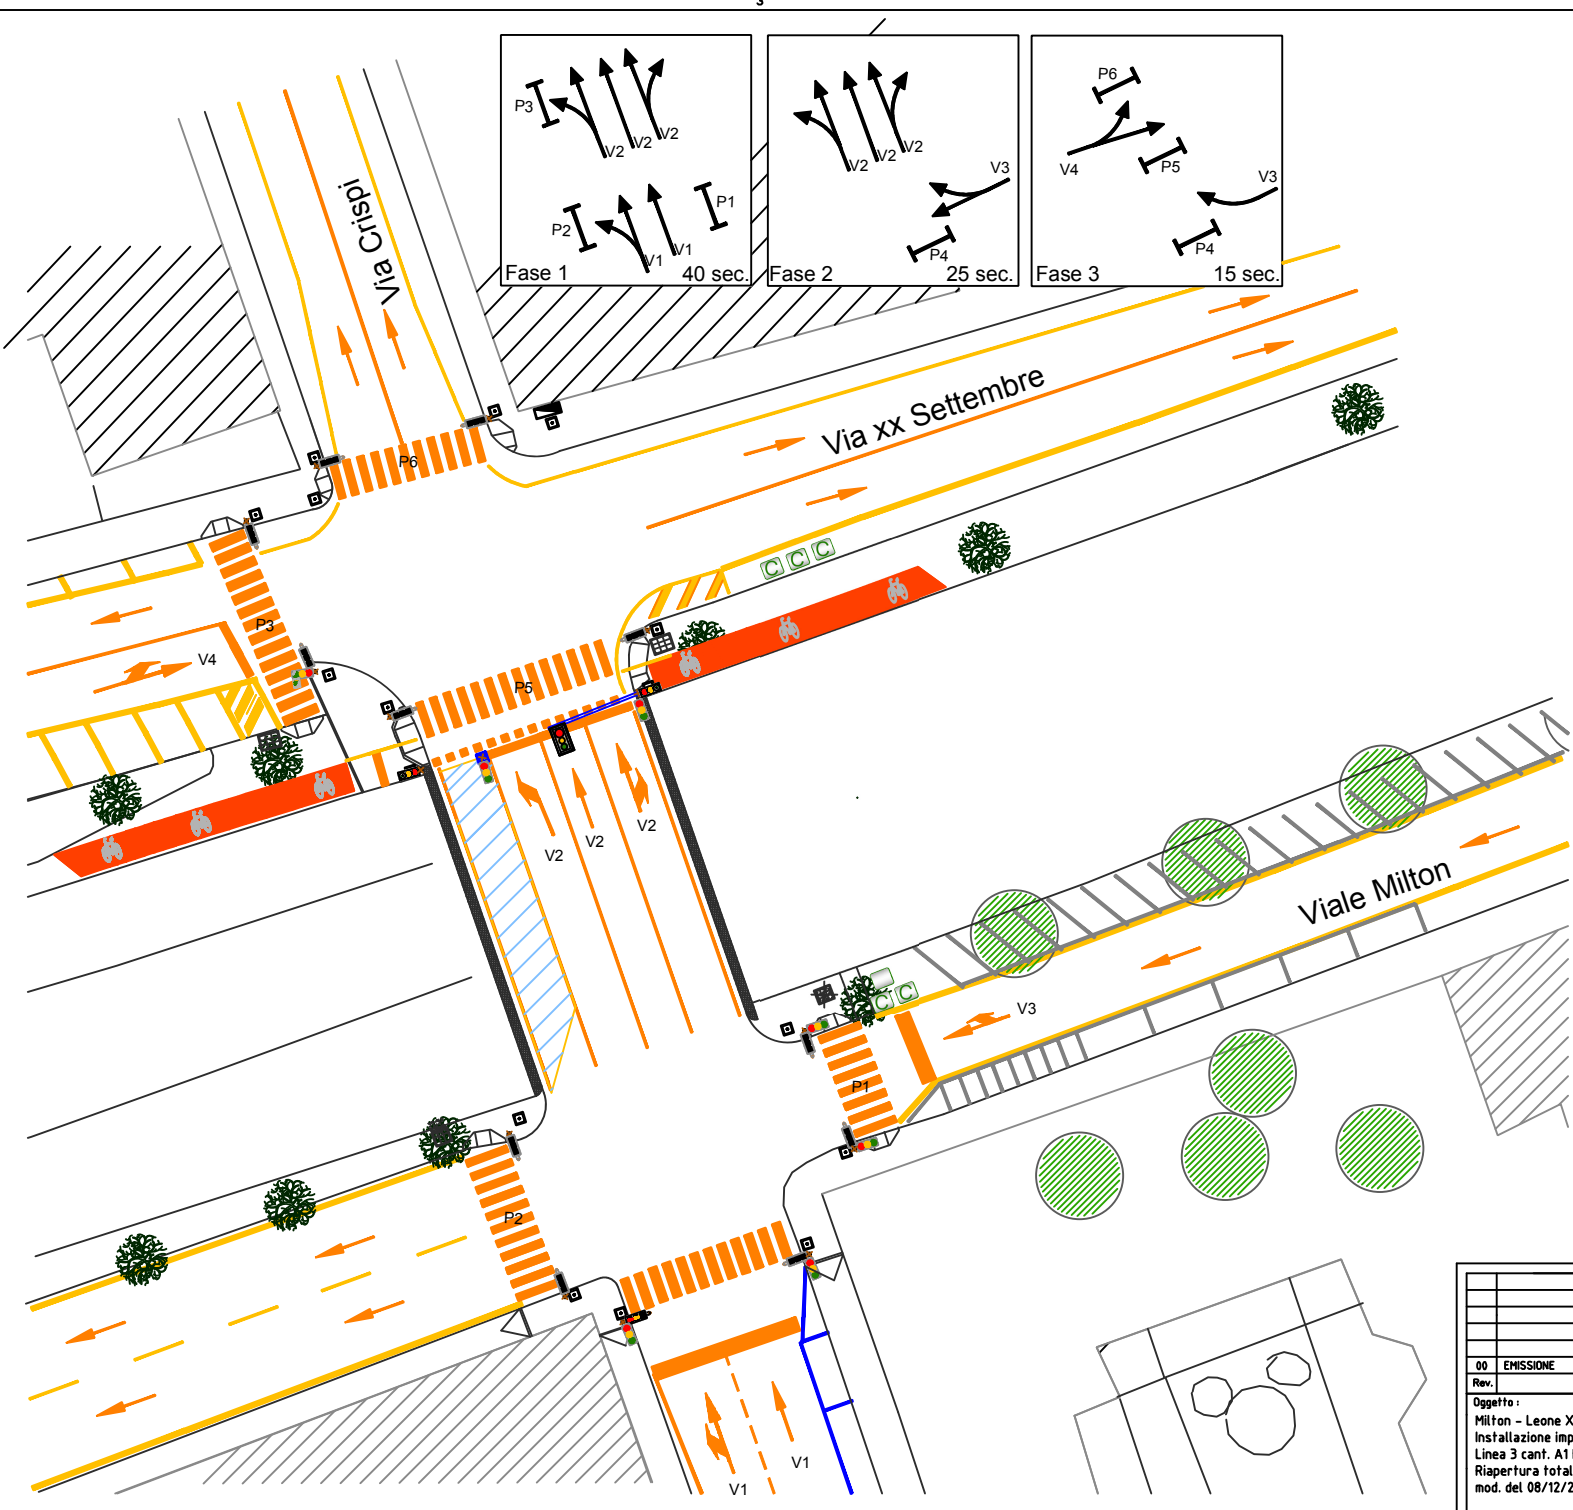 3
P3
V2
V2
V2
P2
V1
V1
P1
Fase 1 40 sec.
V2
V2
V2
V3
P4
Fase 2 25 sec.
P6
V4
P5
V3
P4
Fase 3 15 sec.
Via Crispi
Via xx Settembre
P6
P3
V4
P5
C C C
V2
V2
V2
Viale Milton
C C
V3
P1
P2
V1
V1
00 EMISSIONE
Rev.
Oggetto :
Milton - Leone X
Installazione imp
Linea 3 cant. A1
Riapertura total
mod. del 08/12/2